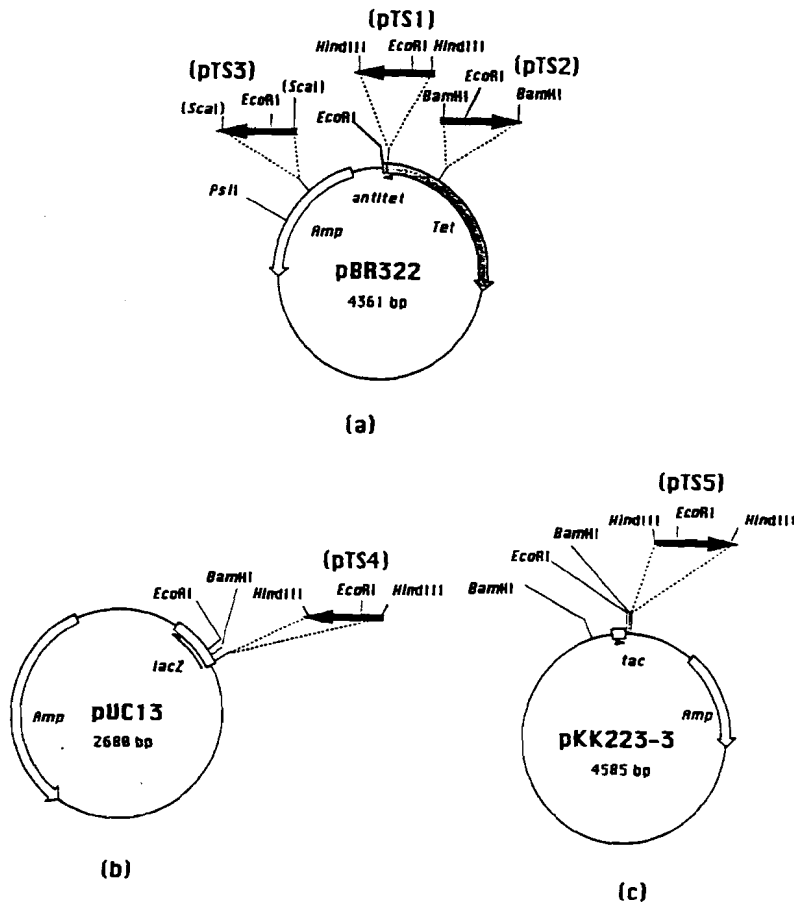 (pTS1)
HindIII EcoRI HindIII
(pTS3) (pTS2)
(ScaI) EcoRI (ScaI)
BamHI EcoRI BamHI
EcoRI
PstI
antitet
Amp Tet
pBR322
4361 bp
(a)
(pTS5)
HindIII EcoRI HindIII
BamHI
EcoRI
BamHI
(pTS4)
EcoRI BamHI
HindIII EcoRI HindIII
lacZ
tac
Amp
pUC13
2688 bp
Amp
pKK223-3
4585 bp
(b)
(c)